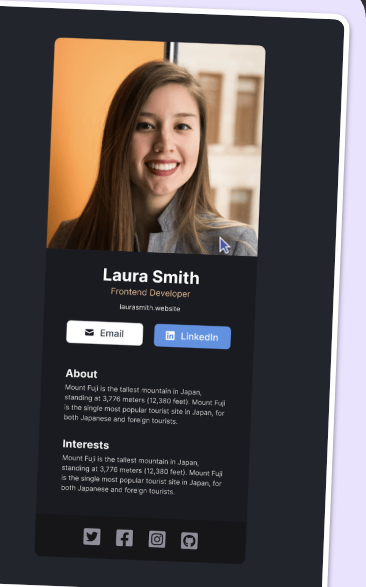 Laura Smith
Frontend Developer
laurasmith.website
Email
LinkedIn
About
Mount Fuji is the tallest mountain in Japan,
standing at 3,776 meters (12,380 feet). Mount Fuji
is the single most popular tourist site in Japan, for
both Japanese and foreign tourists.
Interests
Mount Fuji is the tallest mountain in Japan,
standing at 3,776 meters (12,380 feet). Mount Fuji
is the single most popular tourist site in Japan, for
both Japanese and foreign tourists.